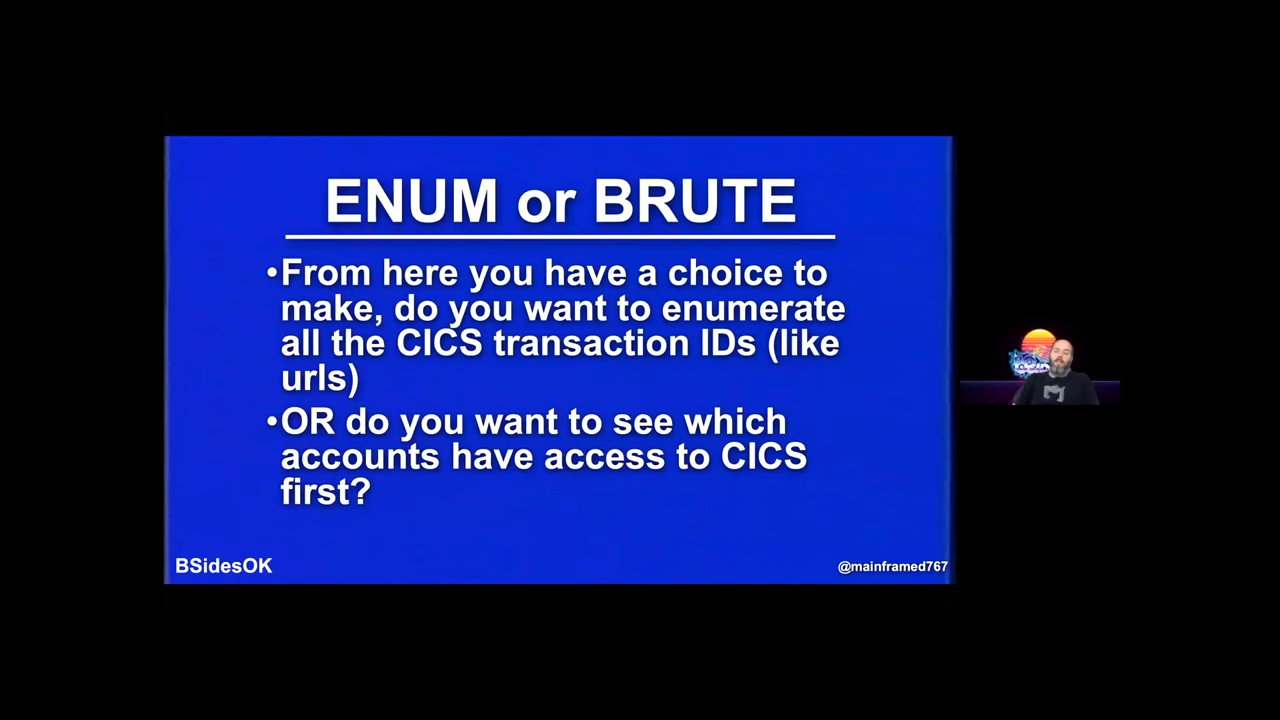 ENUM or BRUTE
•From here you have a choice to
make, do you want to enumerate
all the CICS transaction IDs (like
urls)
•OR do you want to see which
accounts have access to CICS
first?
BSidesOK
@mainframed767